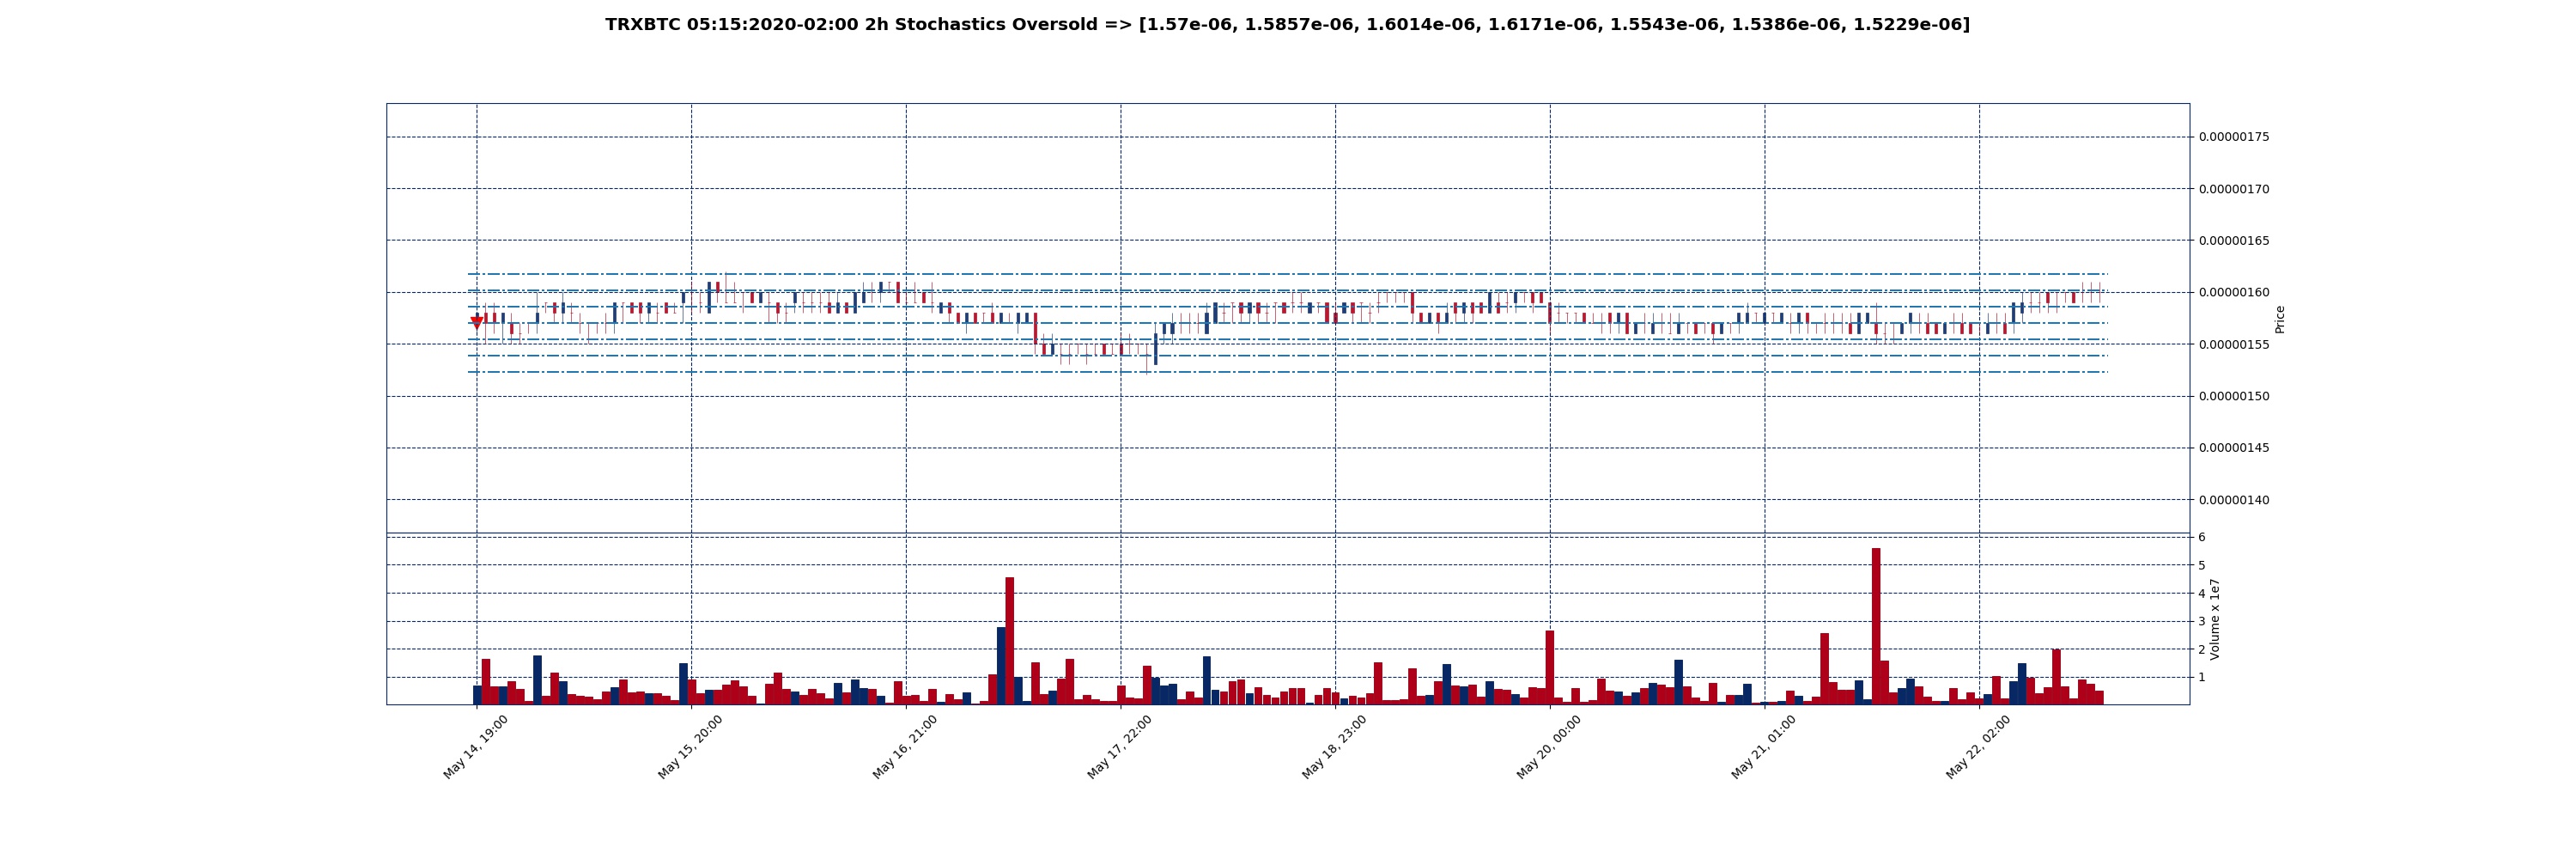 TRXBTC 05:15:2020-02:00 2h Stochastics Oversold => [1.57e-06, 1.5857e-06, 1.6014e-06, 1.6171e-06, 1.5543e-06, 1.5386e-06, 1.5229e-06]
0.00000175
0.00000170
0.00000165
0.00000160
0.00000155
0.00000150
0.00000145
0.00000140
Price
6
5
4
3
2
1
Volume x 1e7
May 14, 19:00
May 15, 20:00
May 16, 21:00
May 17, 22:00
May 18, 23:00
May 20, 00:00
May 21, 01:00
May 22, 02:00